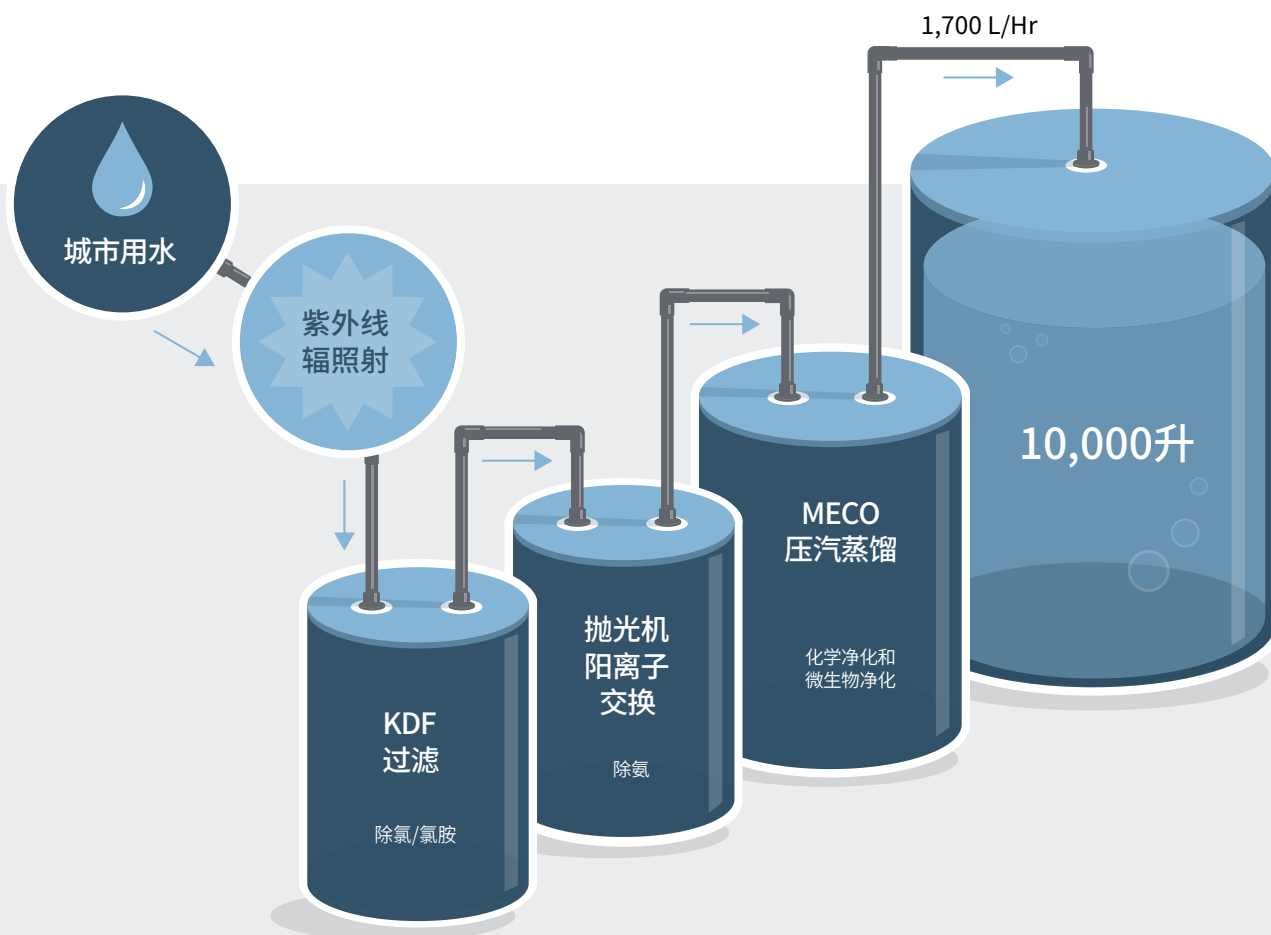 1,700 L/Hr
城市用水
紫外线
辐照射
KDF
过滤
除氯/氯胺
抛光机
阳离子
交换
除氨
MECO
压汽蒸馏
化学净化和
微生物净化
10,000升